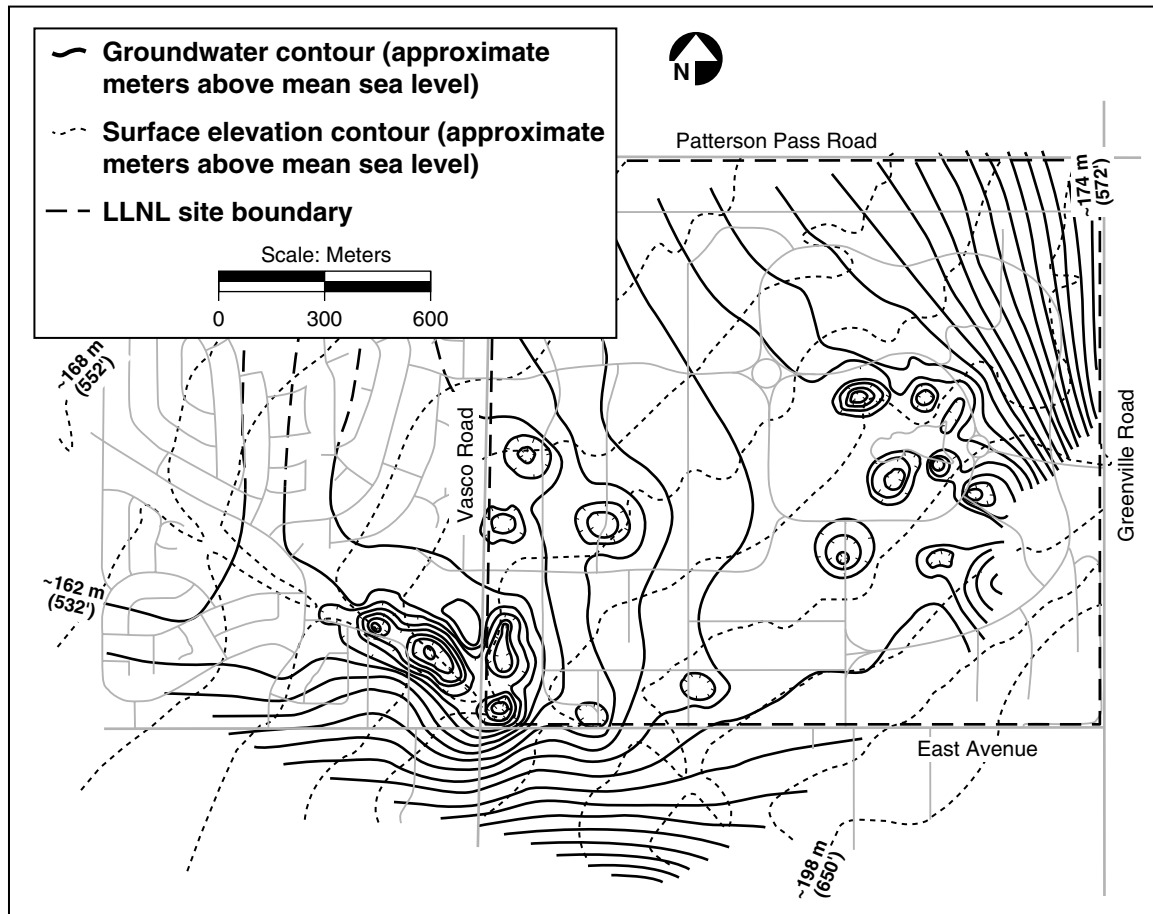 Groundwater contour (approximate
meters above mean sea level)
Surface elevation contour (approximate
meters above mean sea level)
LLNL site boundary
Scale: Meters
0 300 600
N
Patterson Pass Road
~174 m
(572')
~168 m
(552')
Vasco Road
Greenville Road
~162 m
(532')
East Avenue
~198 m
(650')